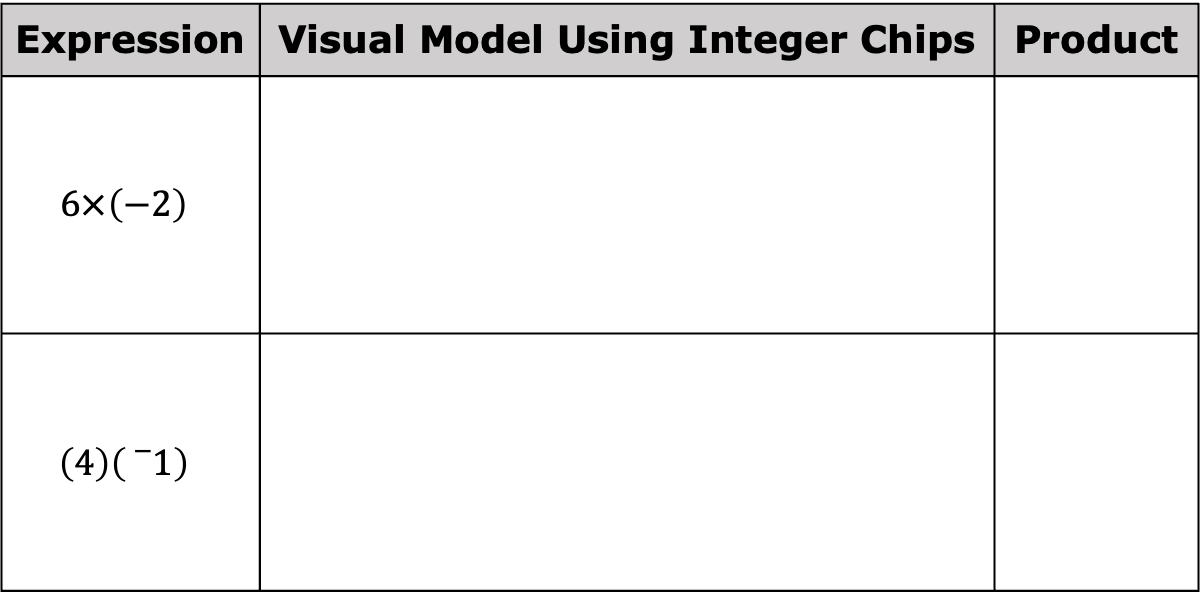 Expression Visual Model Using Integer Chips Product
6×(−2)
(4)(⁻1)